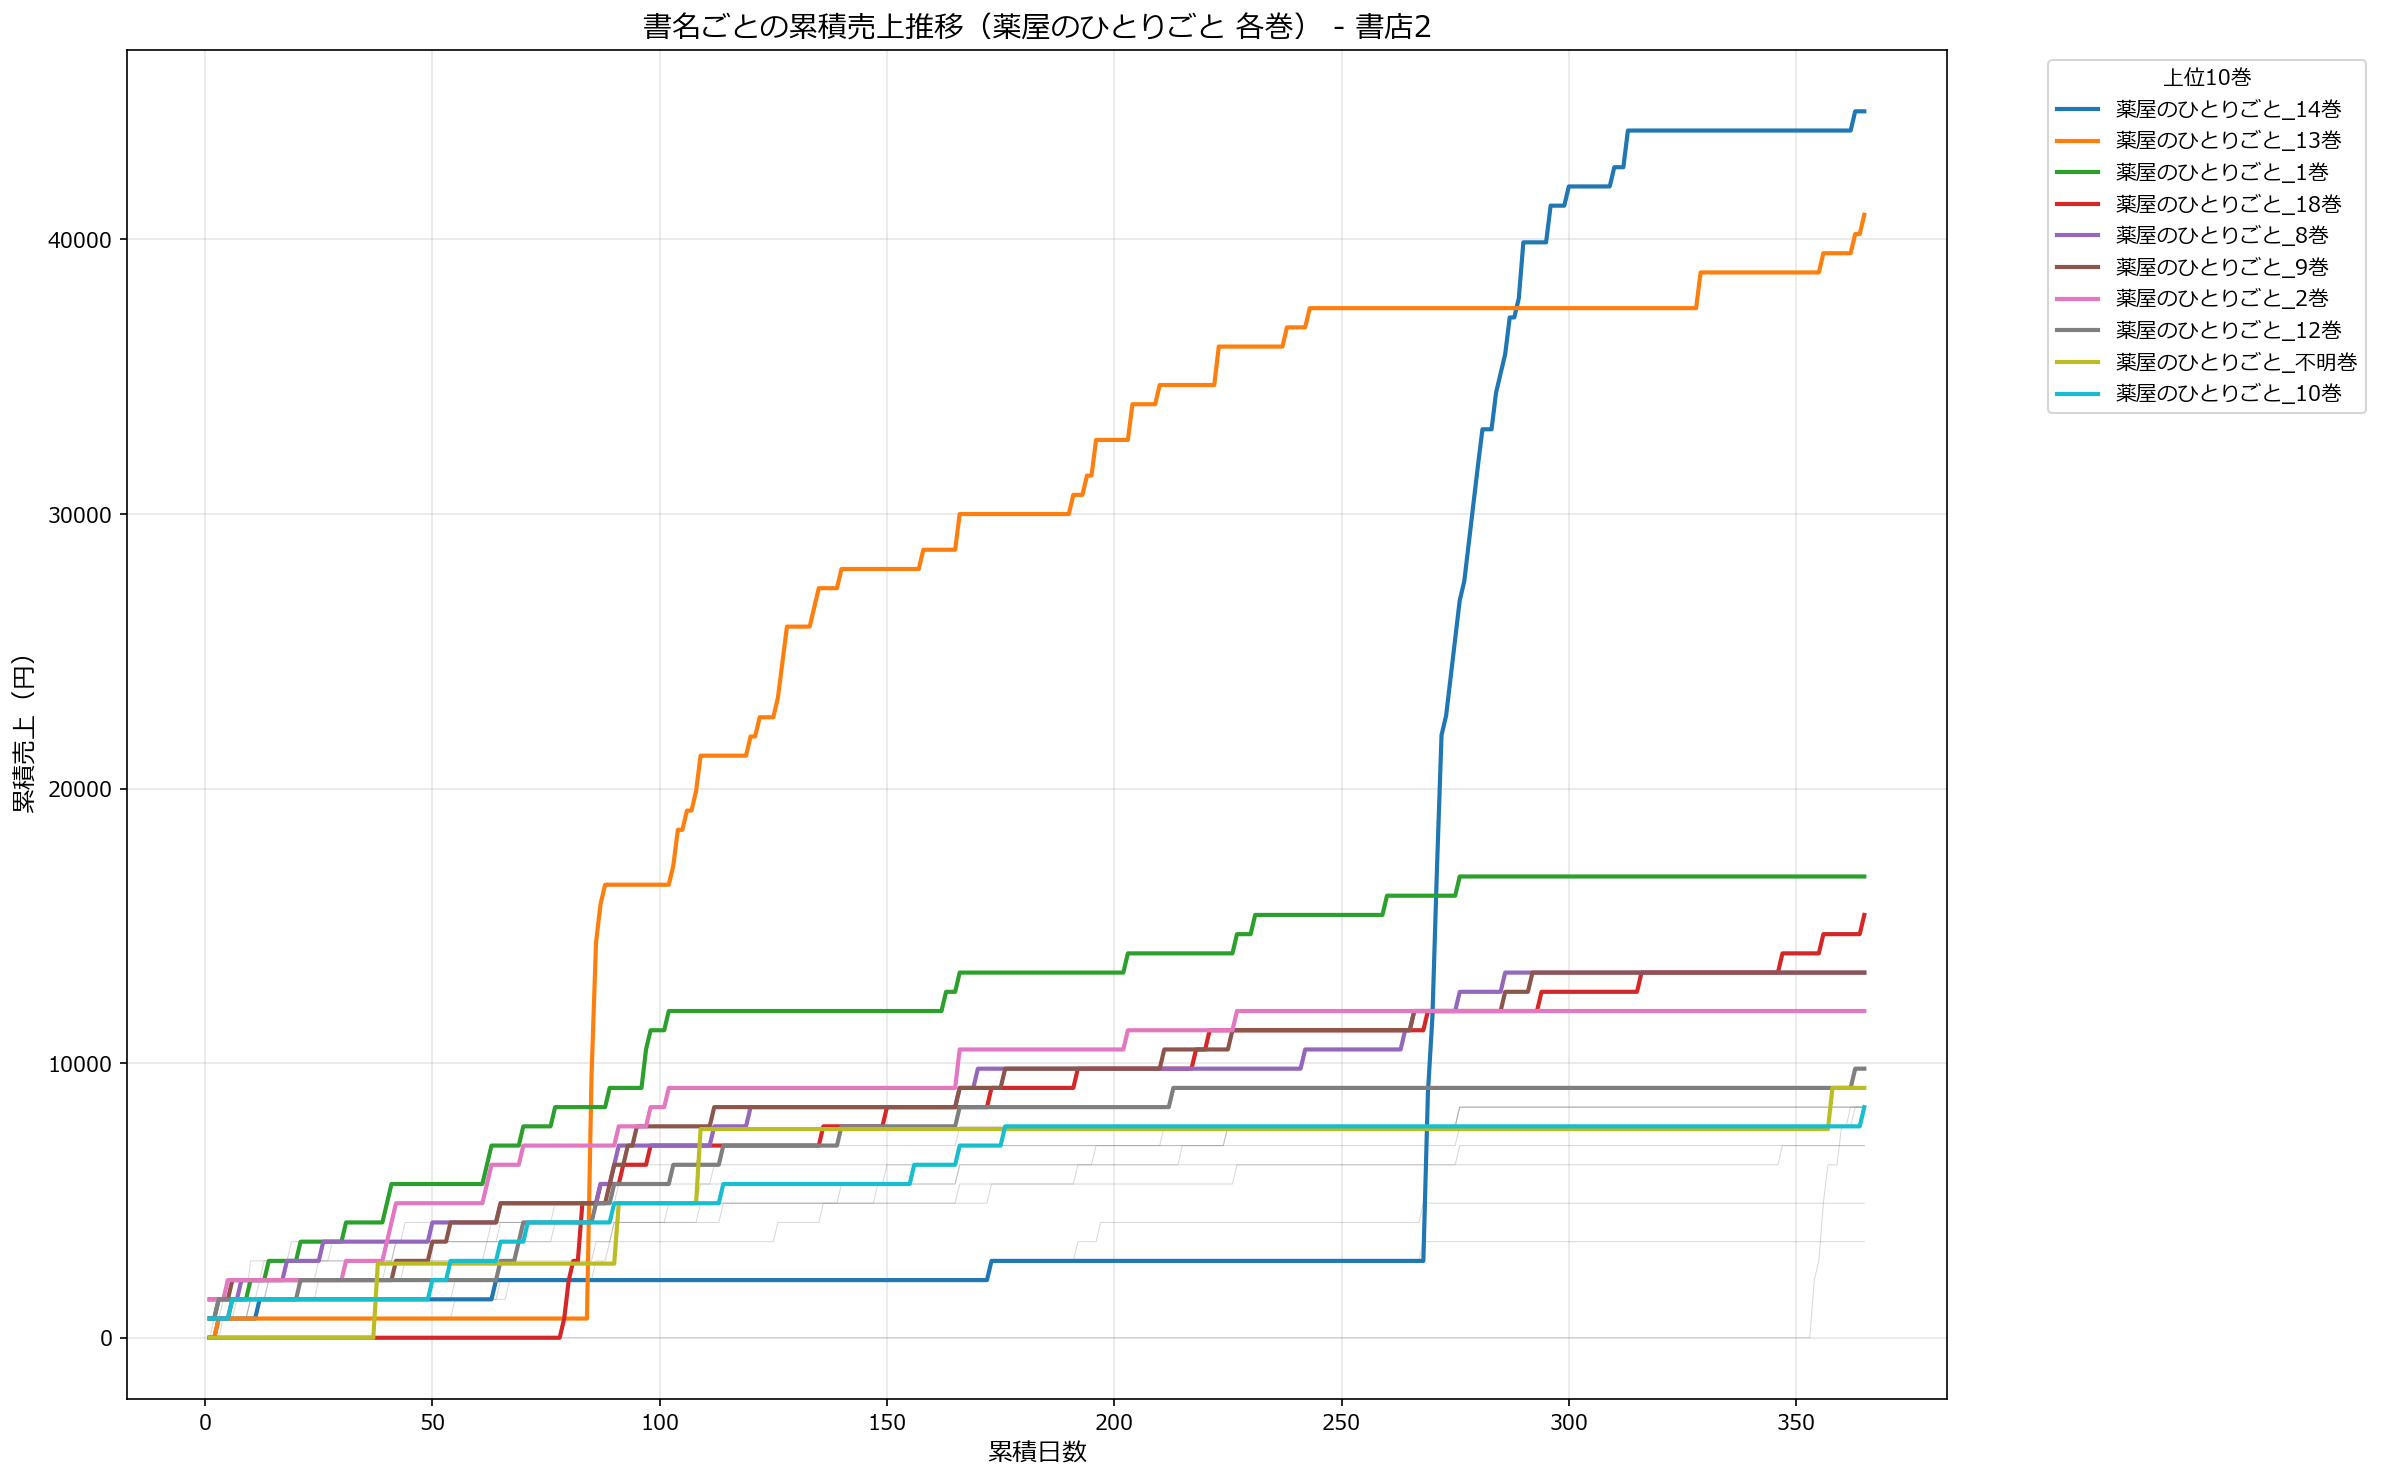 書名ごとの累積売上推移（薬屋のひとりごと 各巻） - 書店2
累積売上（円）
40000
30000
20000
10000
0
0
50
100
150
200
250
300
350
累積日数
上位10巻
薬屋のひとりごと_14巻
薬屋のひとりごと_13巻
薬屋のひとりごと_1巻
薬屋のひとりごと_18巻
薬屋のひとりごと_8巻
薬屋のひとりごと_9巻
薬屋のひとりごと_2巻
薬屋のひとりごと_12巻
薬屋のひとりごと_不明巻
薬屋のひとりごと_10巻